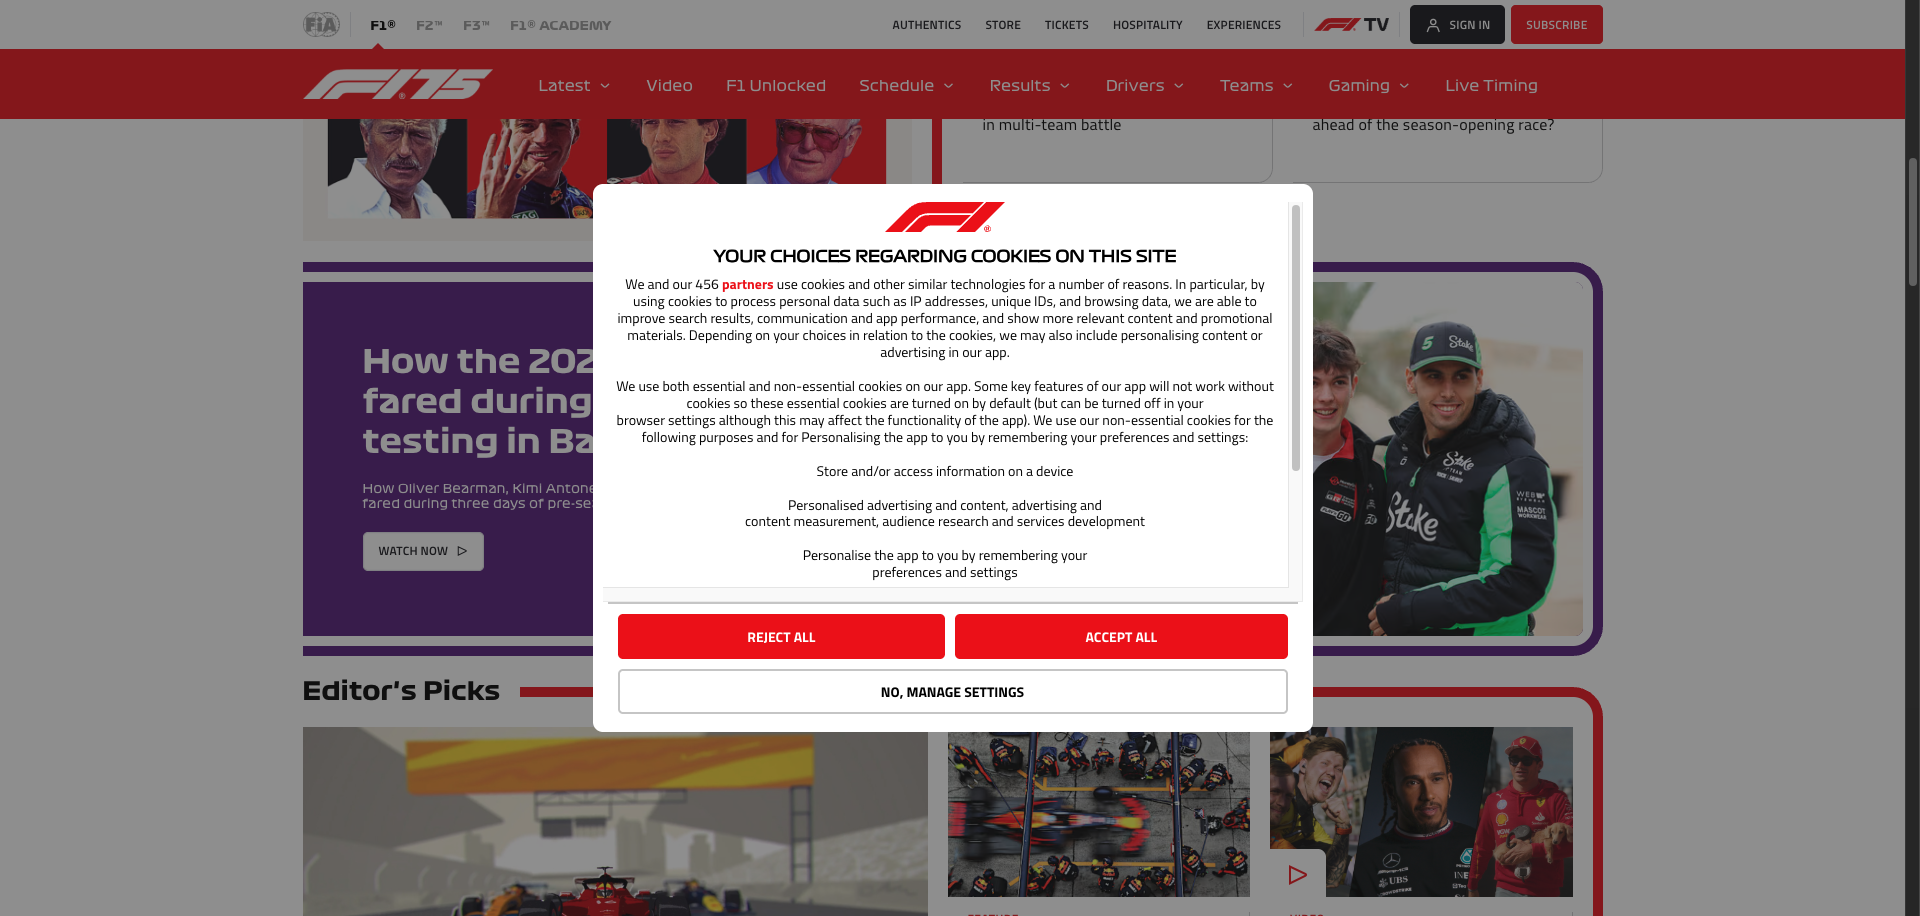 FiA
F1®
F2™
F3™
F1® ACADEMY
AUTHENTICS
STORE
TICKETS
HOSPITALITY
EXPERIENCES
F1 TV
SIGN IN
SUBSCRIBE
F1.75
Latest
Video
F1 Unlocked
Schedule
Results
Drivers
Teams
Gaming
Live Timing
in multi-team battle
ahead of the season-opening race?
F1
YOUR CHOICES REGARDING COOKIES ON THIS SITE
We and our 456 partners use cookies and other similar technologies for a number of reasons. In particular, by
using cookies to process personal data such as IP addresses, unique IDs, and browsing data, we are able to
improve search results, communication and app performance, and show more relevant content and promotional
materials. Depending on your choices in relation to the cookies, we may also include personalising content or
advertising in our app.
We use both essential and non-essential cookies on our app. Some key features of our app will not work without
cookies so these essential cookies are turned on by default (but can be turned off in your
browser settings although this may affect the functionality of the app). We use our non-essential cookies for the
following purposes and for Personalising the app to you by remembering your preferences and settings:
Store and/or access information on a device
Personalised advertising and content, advertising and
content measurement, audience research and services development
Personalise the app to you by remembering your
preferences and settings
REJECT ALL
ACCEPT ALL
NO, MANAGE SETTINGS
How the 202
fared during
testing in Ba
How Oliver Bearman, Kimi Antone
fared during three days of pre-se
WATCH NOW
5 Stake
Stake
Stake
WEB
MASCOT
WORKWEAR
Editor's Picks
UBS
INE